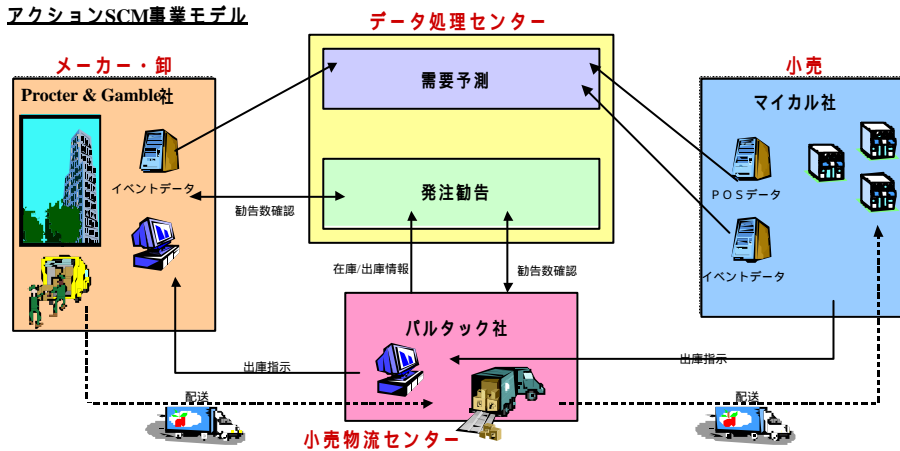 アクションSCM事業モデル
データ処理センター
メーカー・卸
小売
Procter & Gamble社
需要予測
マイカル社
イベントデータ
POSデータ
発注勧告
勧告数確認
在庫/出庫情報
勧告数確認
イベントデータ
パルタック社
出庫指示
出庫指示
配送
配送
小売物流センター